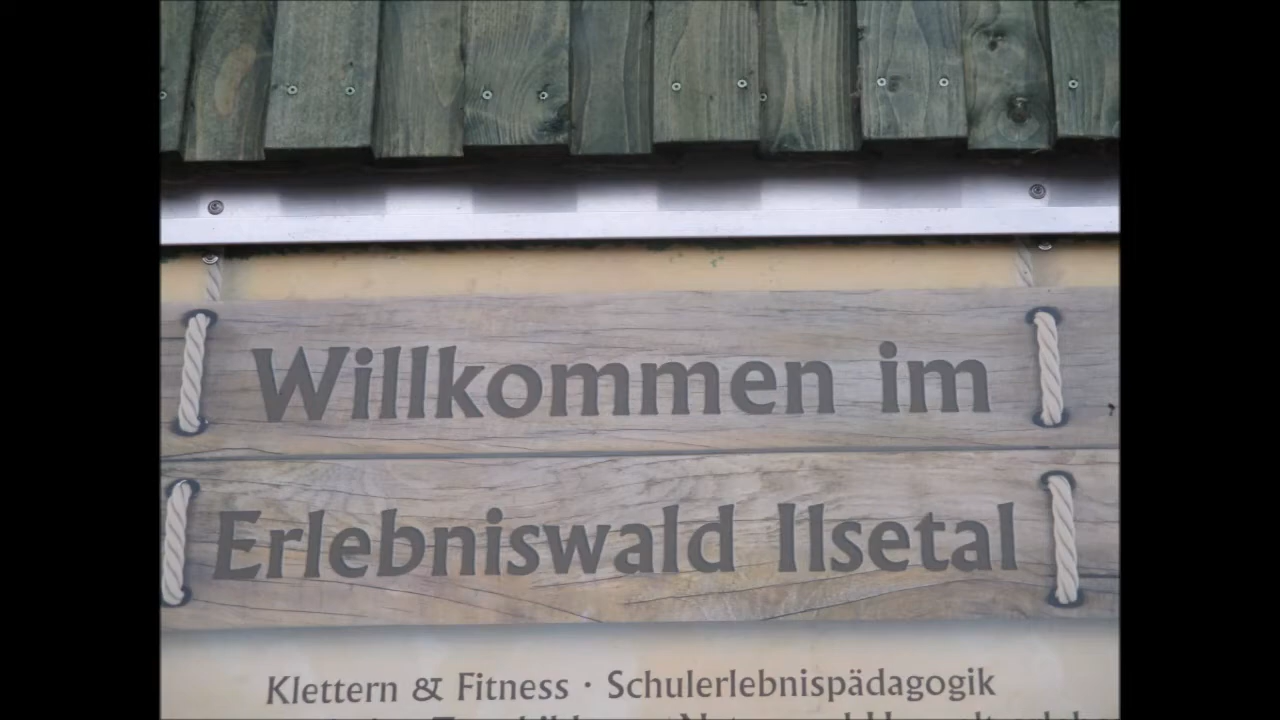 Willkommen im
Erlebniswald Ilsetal
Klettern & Fitness · Schulerlebnispädagogik